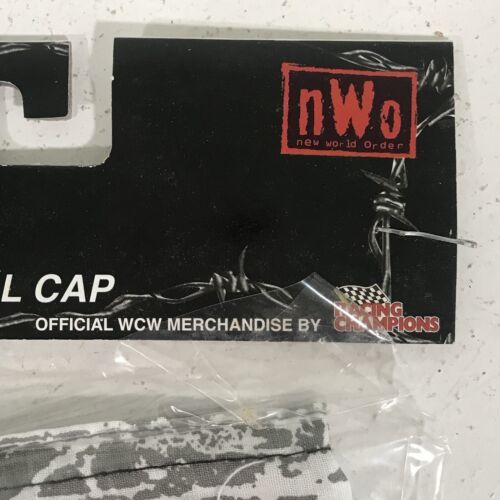 nWo
new world Order
L CAP
OFFICIAL WCW MERCHANDISE BY
RACING
CHAMPIONS